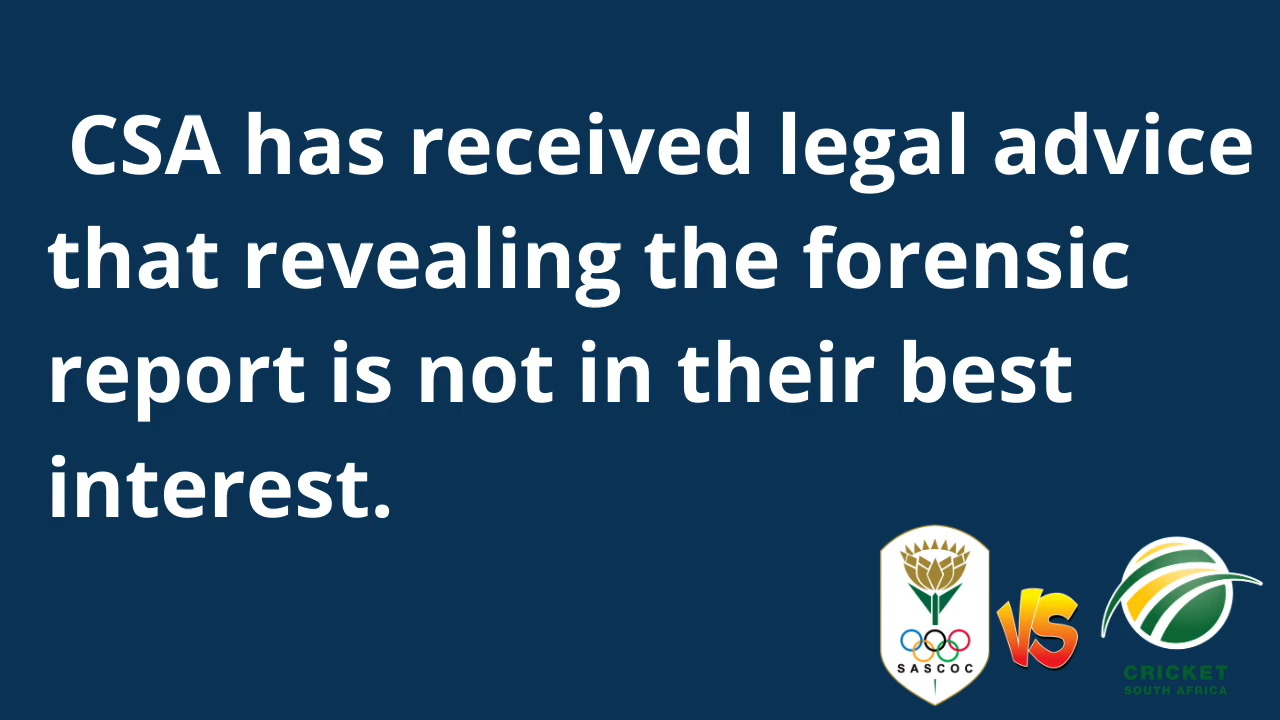 CSA has received legal advice
that revealing the forensic
report is not in their best
interest.
SASCOC
VS
CRICKET
SOUTH AFRICA